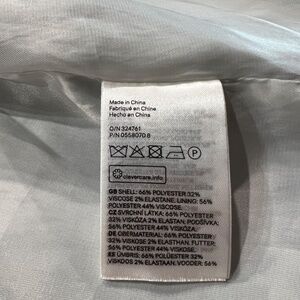 Made in China
Fabriqué en Chine
Hecho en China
O/N 324761
P/N 0558070 8
clevercare.info
GB SHELL: 66% POLYESTER 32%
VISCOSE 2% ELASTANE. LINING: 56%
POLYESTER 44% VISCOSE.
CZ SVRCHNÍ LÁTKA: 66% POLYESTER
32% VISKÓZA 2% ELASTAN. PODŠÍVKA:
56% POLYESTER 44% VISKÓZA.
DE OBERMATERIAL: 66% POLYESTER
32% VISKOSE 2% ELASTHAN. FUTTER:
56% POLYESTER 44% VISKOSE.
EE ÜMBRIS: 66% POLÜESTER 32%
VISKOOS 2% ELASTAAN. VOODER: 56%